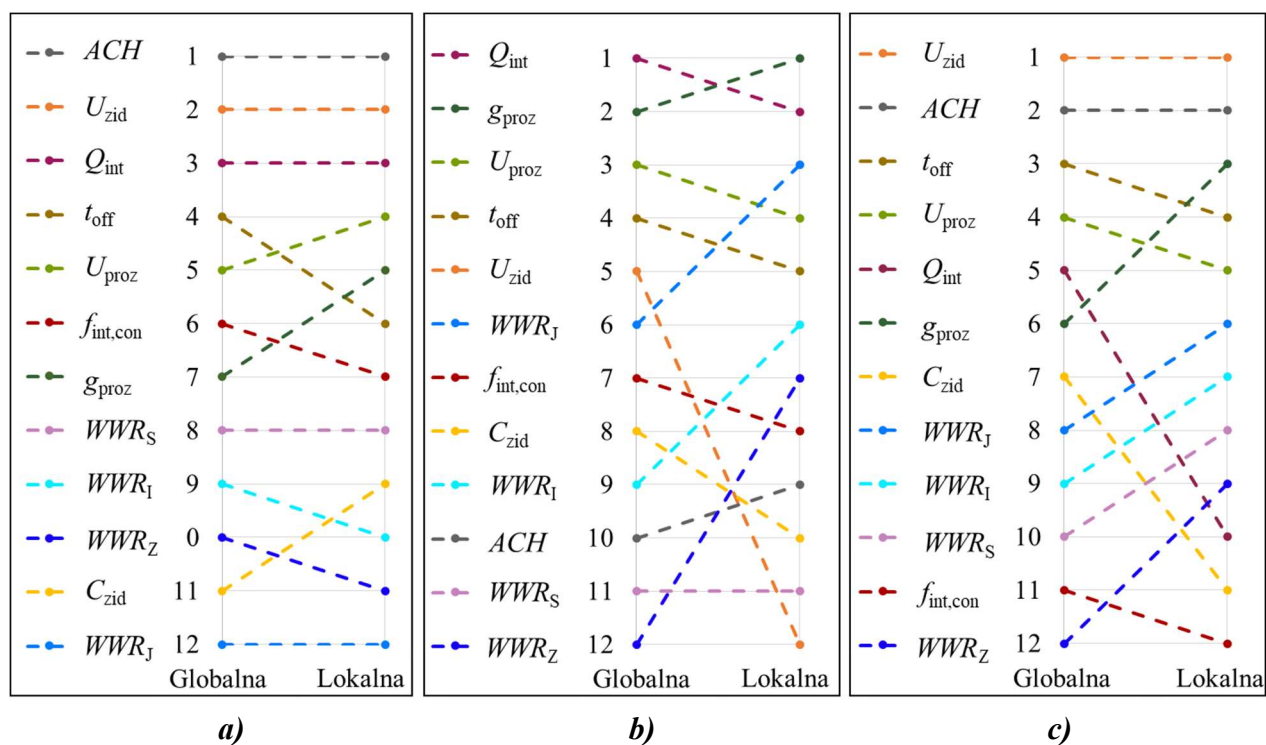 ACH 1
U_zid 2
Q_int 3
t_off 4
U_proz 5
f_int,con 6
g_proz 7
WWR_S 8
WWR_I 9
WWR_Z 0
C_zid 11
WWR_J 12
Globalna Lokalna
a)
Q_int 1
g_proz 2
U_proz 3
t_off 4
U_zid 5
WWR_J 6
f_int,con 7
C_zid 8
WWR_I 9
ACH 10
WWR_S 11
WWR_Z 12
Globalna Lokalna
b)
U_zid 1
ACH 2
t_off 3
U_proz 4
Q_int 5
g_proz 6
C_zid 7
WWR_J 8
WWR_I 9
WWR_S 10
f_int,con 11
WWR_Z 12
Globalna Lokalna
c)